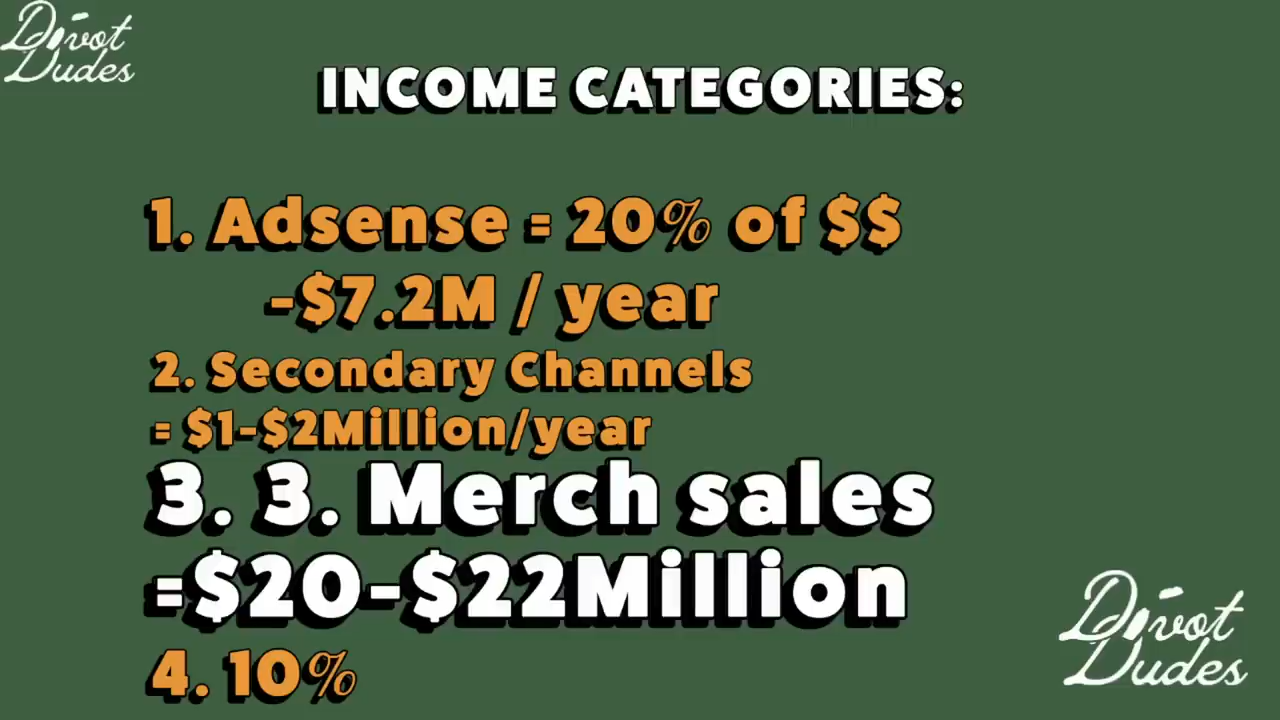 Divot
Dudes
INCOME CATEGORIES:
1. Adsense = 20% of $$
-$7.2M / year
2. Secondary Channels
= $1-$2Million/year
3. 3. Merch sales
=$20-$22Million
4. 10%
Divot
Dudes